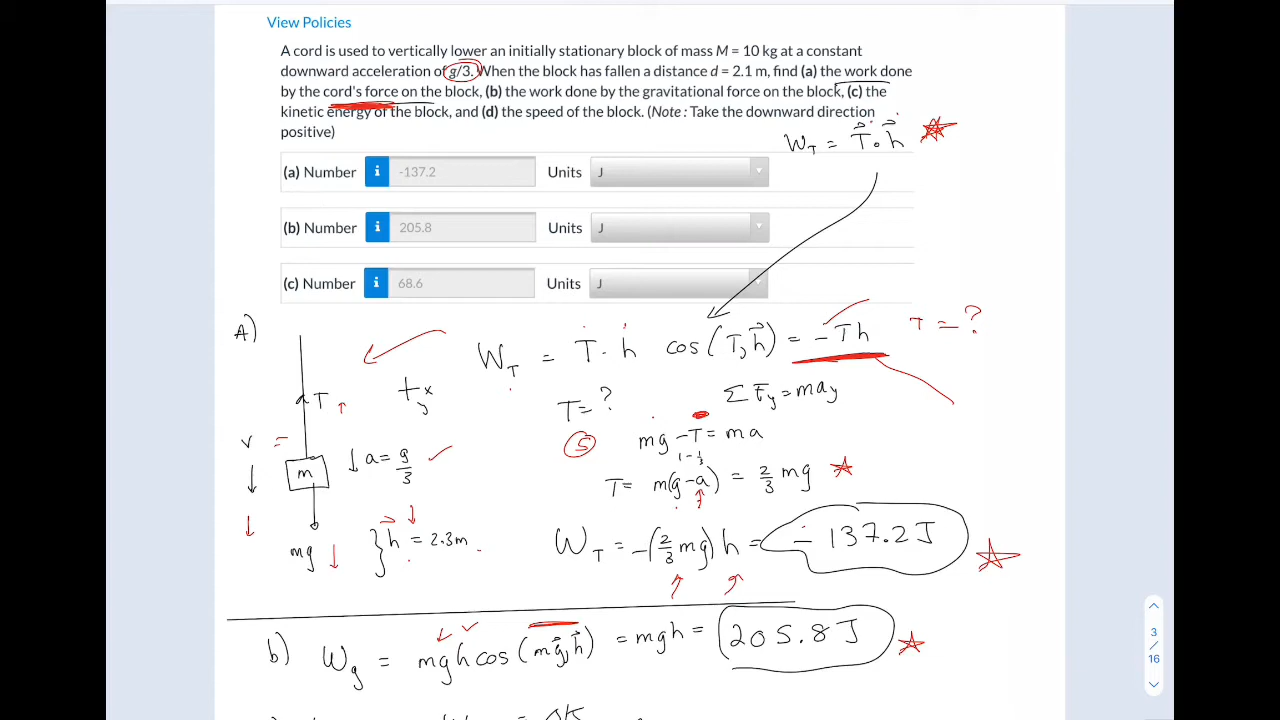 View Policies
A cord is used to vertically lower an initially stationary block of mass M = 10 kg at a constant
downward acceleration of g/3. When the block has fallen a distance d = 2.1 m, find (a) the work done
by the cord's force on the block, (b) the work done by the gravitational force on the block, (c) the
kinetic energy of the block, and (d) the speed of the block. (Note : Take the downward direction
positive)
W_T = T⃗ · h⃗
(a) Number i -137.2 Units J
(b) Number i 205.8 Units J
(c) Number i 68.6 Units J
A)
W_T = T · h cos(T, h⃗) = -Th
T = ?
T
+ x
y
T = ?
ΣF_y = ma_y
v
m
↓ a = g/3
5
mg - T = ma
1 - 1/3
T = m(g - a) = 2/3 mg
mg
} h⃗ = 2.3m
W_T = -(2/3 mg) h = - 137.2 J
b) W_g = mgh cos (mg⃗, h⃗) = mgh = 205.8 J
= ΔK
3
/
16